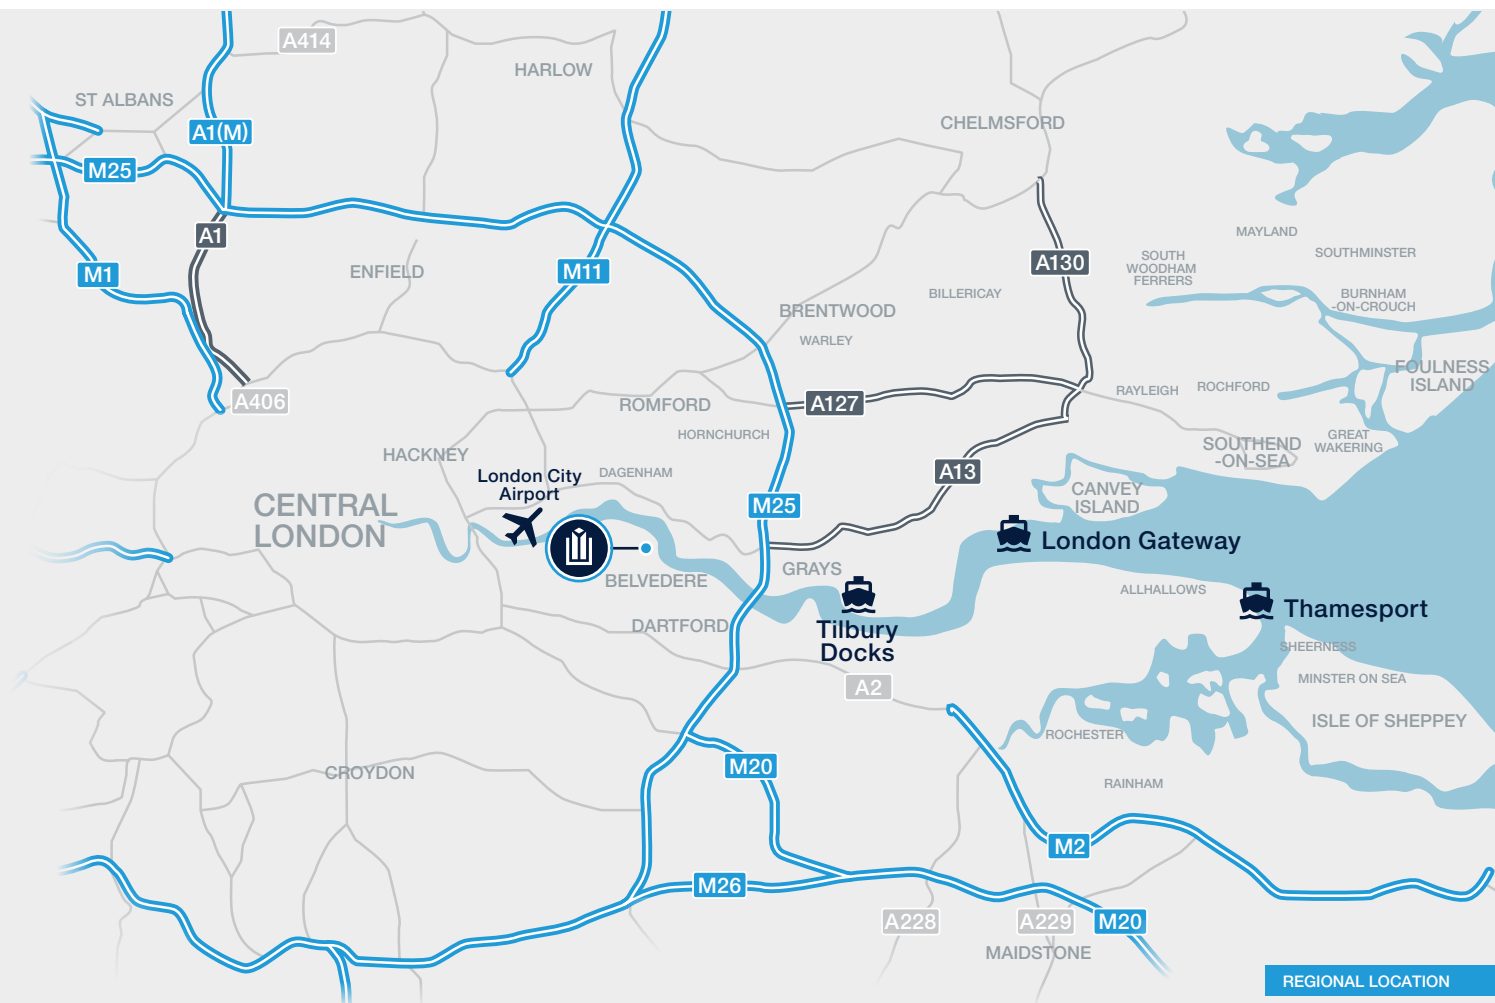 A414
HARLOW
ST ALBANS
CHELMSFORD
A1(M)
M25
A1
MAYLAND
SOUTHMINSTER
SOUTH
WOODHAM
FERRERS
A130
M1
ENFIELD
M11
BILLERICAY
BURNHAM
-ON-CROUCH
BRENTWOOD
WARLEY
FOULNESS
ISLAND
RAYLEIGH
ROCHFORD
A406
ROMFORD
A127
HORNCHURCH
GREAT
WAKERING
SOUTHEND
-ON-SEA
HACKNEY
London City
Airport
DAGENHAM
A13
CANVEY
ISLAND
CENTRAL
LONDON
M25
London Gateway
GRAYS
BELVEDERE
ALLHALLOWS
Thamesport
DARTFORD
Tilbury
Docks
SHEERNESS
A2
MINSTER ON SEA
ISLE OF SHEPPEY
ROCHESTER
CROYDON
M20
RAINHAM
M2
M26
A228
A229
M20
MAIDSTONE
REGIONAL LOCATION